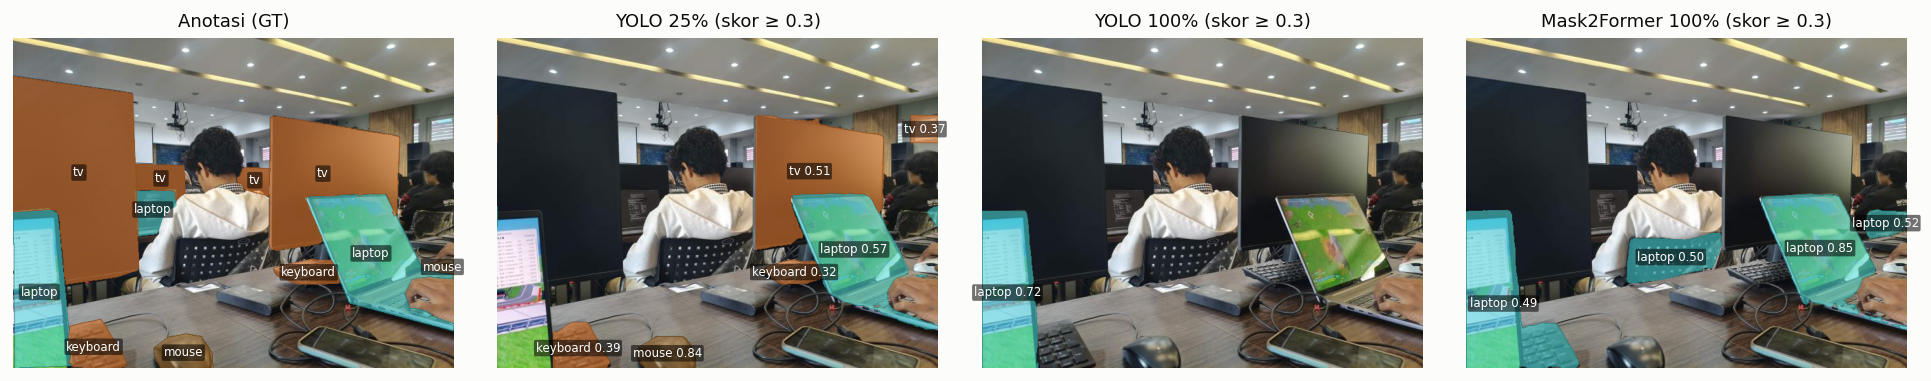 Anotasi (GT)
tv
tv
tv
tv
laptop
laptop
mouse
keyboard
laptop
keyboard
mouse
YOLO 25% (skor ≥ 0.3)
tv 0.37
tv 0.51
laptop 0.57
keyboard 0.32
keyboard 0.39
mouse 0.84
YOLO 100% (skor ≥ 0.3)
laptop 0.72
Mask2Former 100% (skor ≥ 0.3)
laptop 0.52
laptop 0.85
laptop 0.50
laptop 0.49